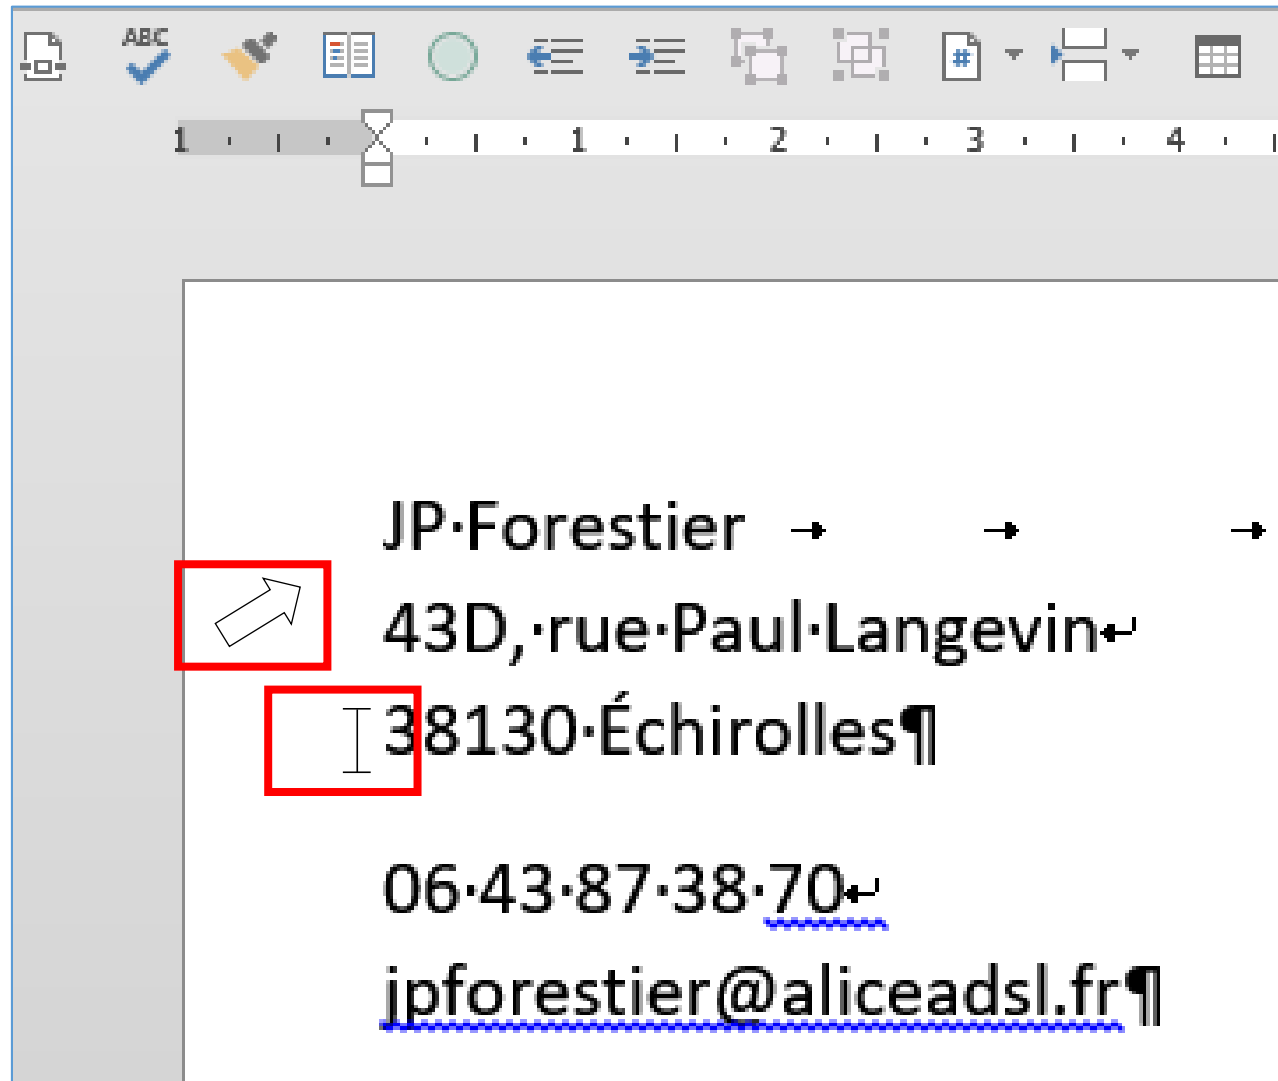 ABC
1 1 2 3 4
JP·Forestier → → →
43D,·rue·Paul·Langevin↵
38130·Échirolles¶
06·43·87·38·70↵
jpforestier@aliceadsl.fr¶